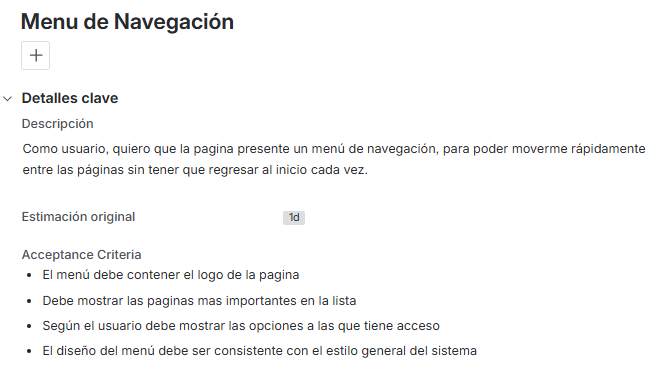 Menu de Navegación
Detalles clave
Descripción
Como usuario, quiero que la pagina presente un menú de navegación, para poder moverme rápidamente
entre las páginas sin tener que regresar al inicio cada vez.
Estimación original 1d
Acceptance Criteria
• El menú debe contener el logo de la pagina
• Debe mostrar las paginas mas importantes en la lista
• Según el usuario debe mostrar las opciones a las que tiene acceso
• El diseño del menú debe ser consistente con el estilo general del sistema